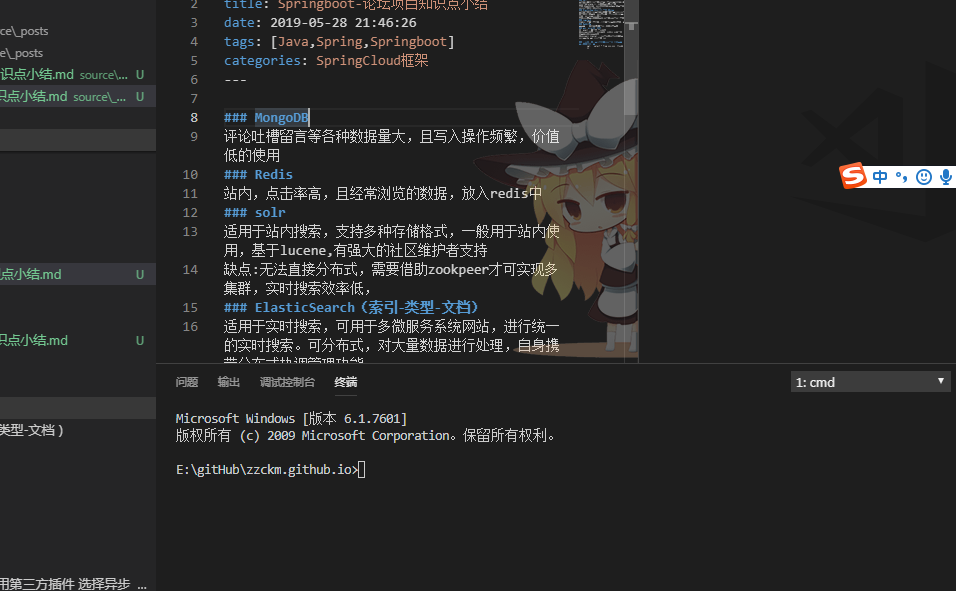 ce\_posts
e\_posts
识点小结.md source\... U
识点小结.md source\_... U
点小结.md U
识点小结.md U
类型-文档 )
用第三方插件 选择异步 ...
2 title: Springboot-论坛项目知识点小结
3 date: 2019-05-28 21:46:26
4 tags: [Java,Spring,Springboot]
5 categories: SpringCloud框架
6 ---
7
8 ### MongoDB
9 评论吐槽留言等各种数据量大，且写入操作频繁，价值
低的使用
10 ### Redis
11 站内，点击率高，且经常浏览的数据，放入redis中
12 ### solr
13 适用于站内搜索，支持多种存储格式，一般用于站内使
用，基于lucene,有强大的社区维护者支持
14 缺点:无法直接分布式，需要借助zookpeer才可实现多
集群，实时搜索效率低，
15 ### ElasticSearch（索引-类型-文档）
16 适用于实时搜索，可用于多微服务系统网站，进行统一
的实时搜索。可分布式，对大量数据进行处理，自身携
带分布式协调管理功能
中
问题 输出 调试控制台 终端 1: cmd
Microsoft Windows [版本 6.1.7601]
版权所有 (c) 2009 Microsoft Corporation。保留所有权利。
E:\gitHub\zzckm.github.io>